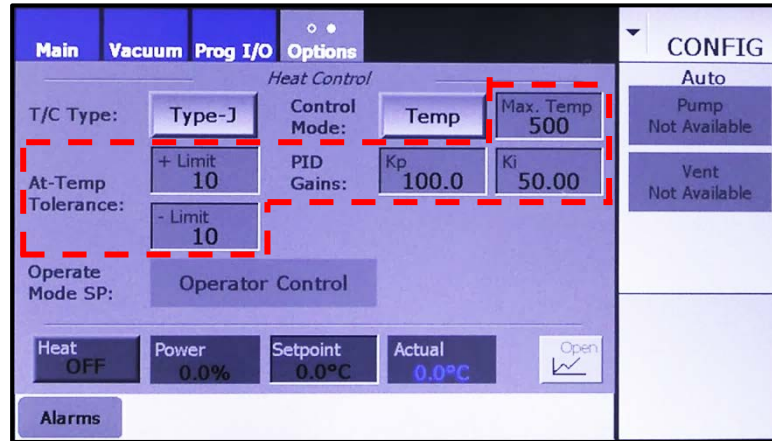 Main Vacuum Prog I/O Options
CONFIG
Heat Control
Auto
T/C Type: Type-J Control Mode: Temp Max. Temp 500
Pump
Not Available
At-Temp Tolerance: + Limit 10
PID Gains: Kp 100.0 Ki 50.00
Vent
Not Available
- Limit 10
Operate Mode SP: Operator Control
Heat OFF Power 0.0% Setpoint 0.0°C Actual 0.0°C Open
Alarms